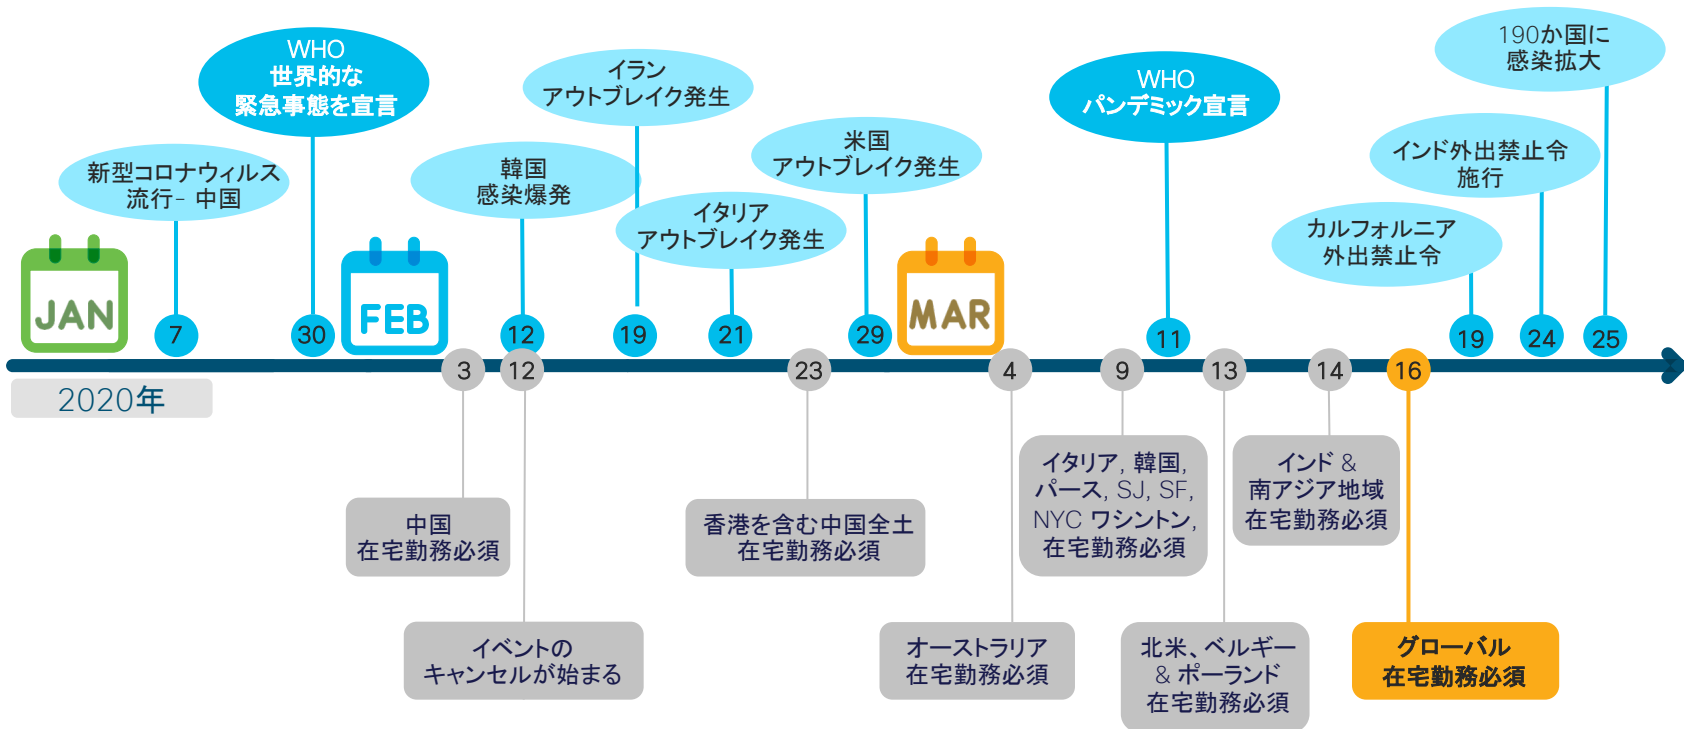 190か国に
感染拡大
WHO
世界的な
緊急事態を宣言
イラン
アウトブレイク発生
WHO
パンデミック宣言
米国
アウトブレイク発生
インド外出禁止令
施行
新型コロナウィルス
流行- 中国
韓国
感染爆発
イタリア
アウトブレイク発生
カルフォルニア
外出禁止令
JAN
7
30
FEB
12
19
21
29
MAR
11
19
24
25
3
12
23
4
9
13
14
16
2020年
中国
在宅勤務必須
イベントの
キャンセルが始まる
香港を含む中国全土
在宅勤務必須
オーストラリア
在宅勤務必須
イタリア, 韓国,
パース, SJ, SF,
NYC ワシントン,
在宅勤務必須
北米、ベルギー
& ポーランド
在宅勤務必須
インド &
南アジア地域
在宅勤務必須
グローバル
在宅勤務必須